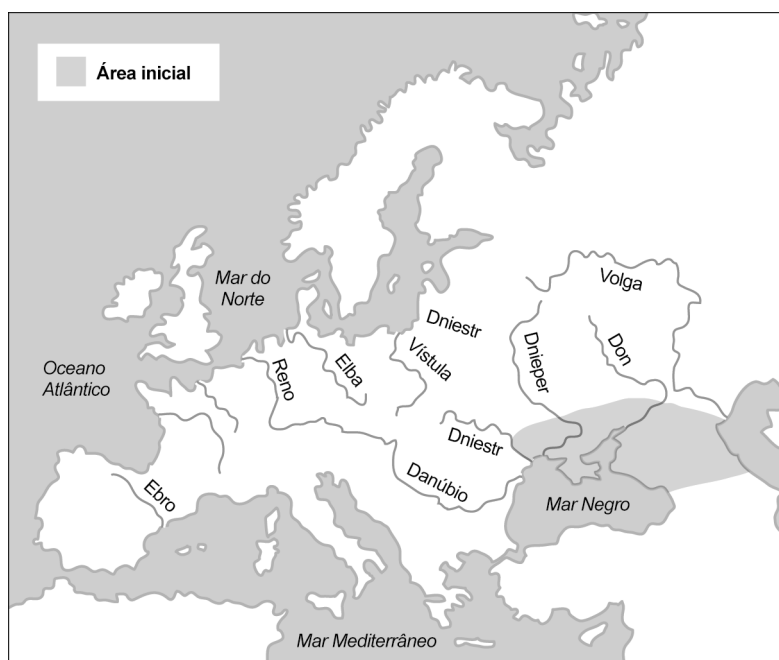 Área inicial
Mar do
Norte
Oceano
Atlântico
Volga
Dniestr
Vístula
Dnieper
Don
Reno
Elba
Dniestr
Danúbio
Ebro
Mar Negro
Mar Mediterrâneo